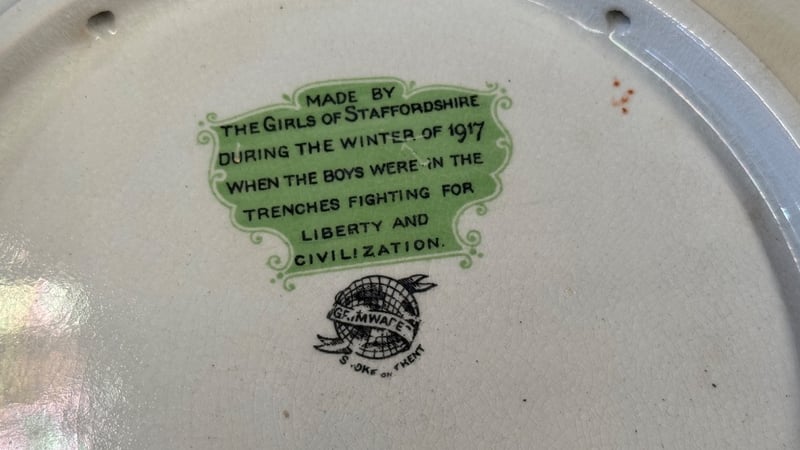 MADE BY
THE GIRLS OF STAFFORDSHIRE
DURING THE WINTER OF 1917
WHEN THE BOYS WERE IN THE
TRENCHES FIGHTING FOR
LIBERTY AND
CIVILIZATION.
GRIMWADES
STOKE ON TRENT